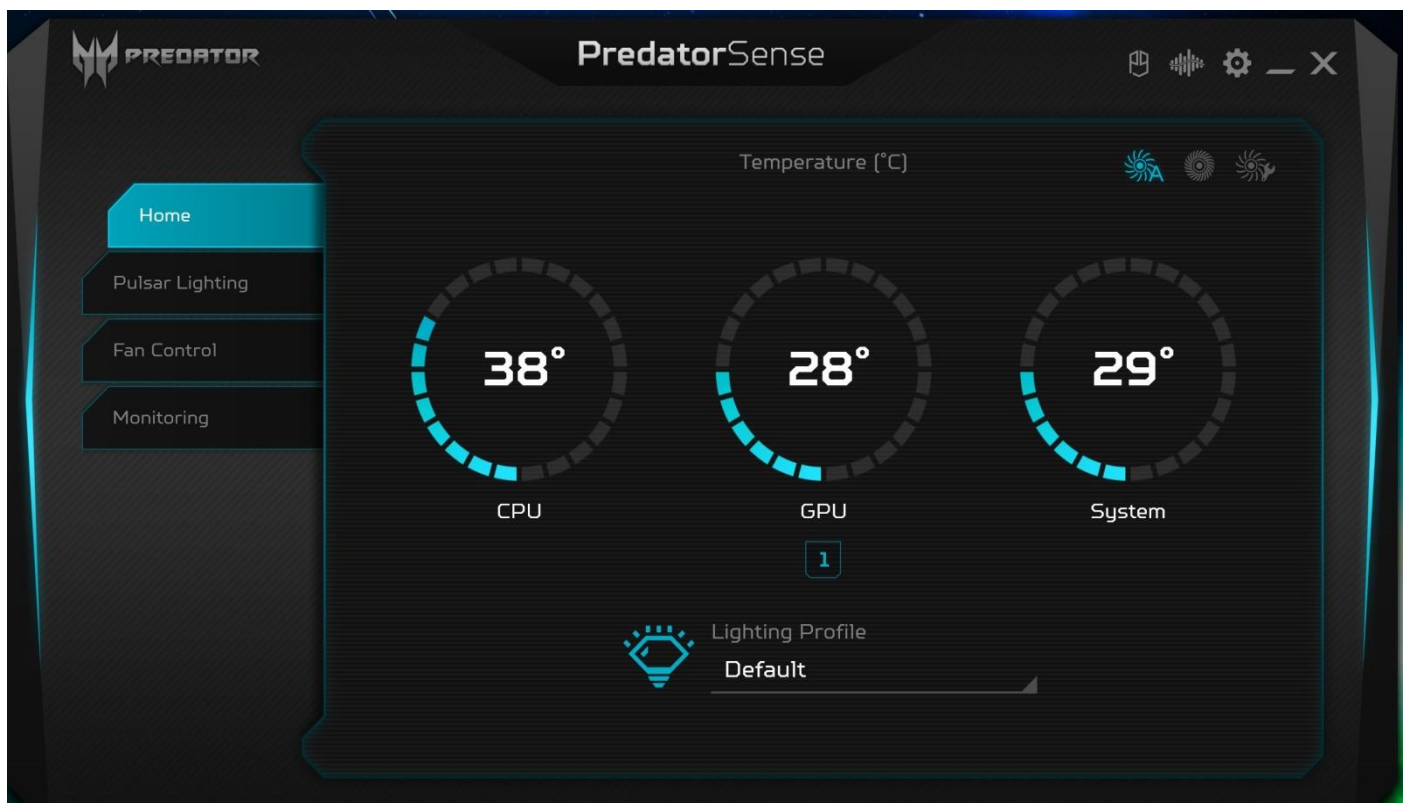 PREDATOR
PredatorSense
Temperature (°C)
A
Home
Pulsar Lighting
Fan Control
Monitoring
38°
28°
29°
CPU
GPU
System
1
Lighting Profile
Default